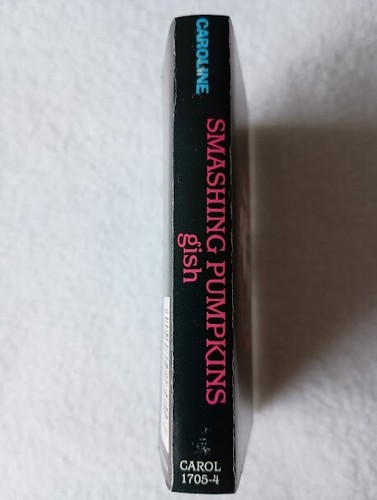 CAROLINE
SMASHING PUMPKINS
gish
CAROL
1705-4